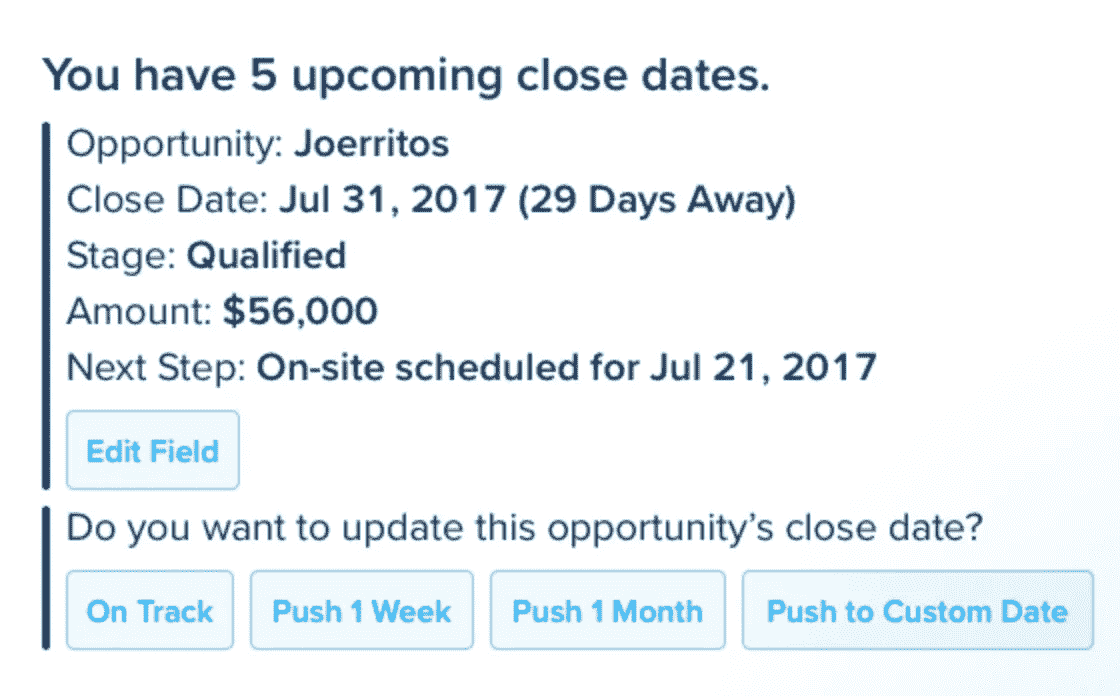 You have 5 upcoming close dates.
Opportunity: Joerritos
Close Date: Jul 31, 2017 (29 Days Away)
Stage: Qualified
Amount: $56,000
Next Step: On-site scheduled for Jul 21, 2017
Edit Field
Do you want to update this opportunity’s close date?
On Track Push 1 Week Push 1 Month Push to Custom Date